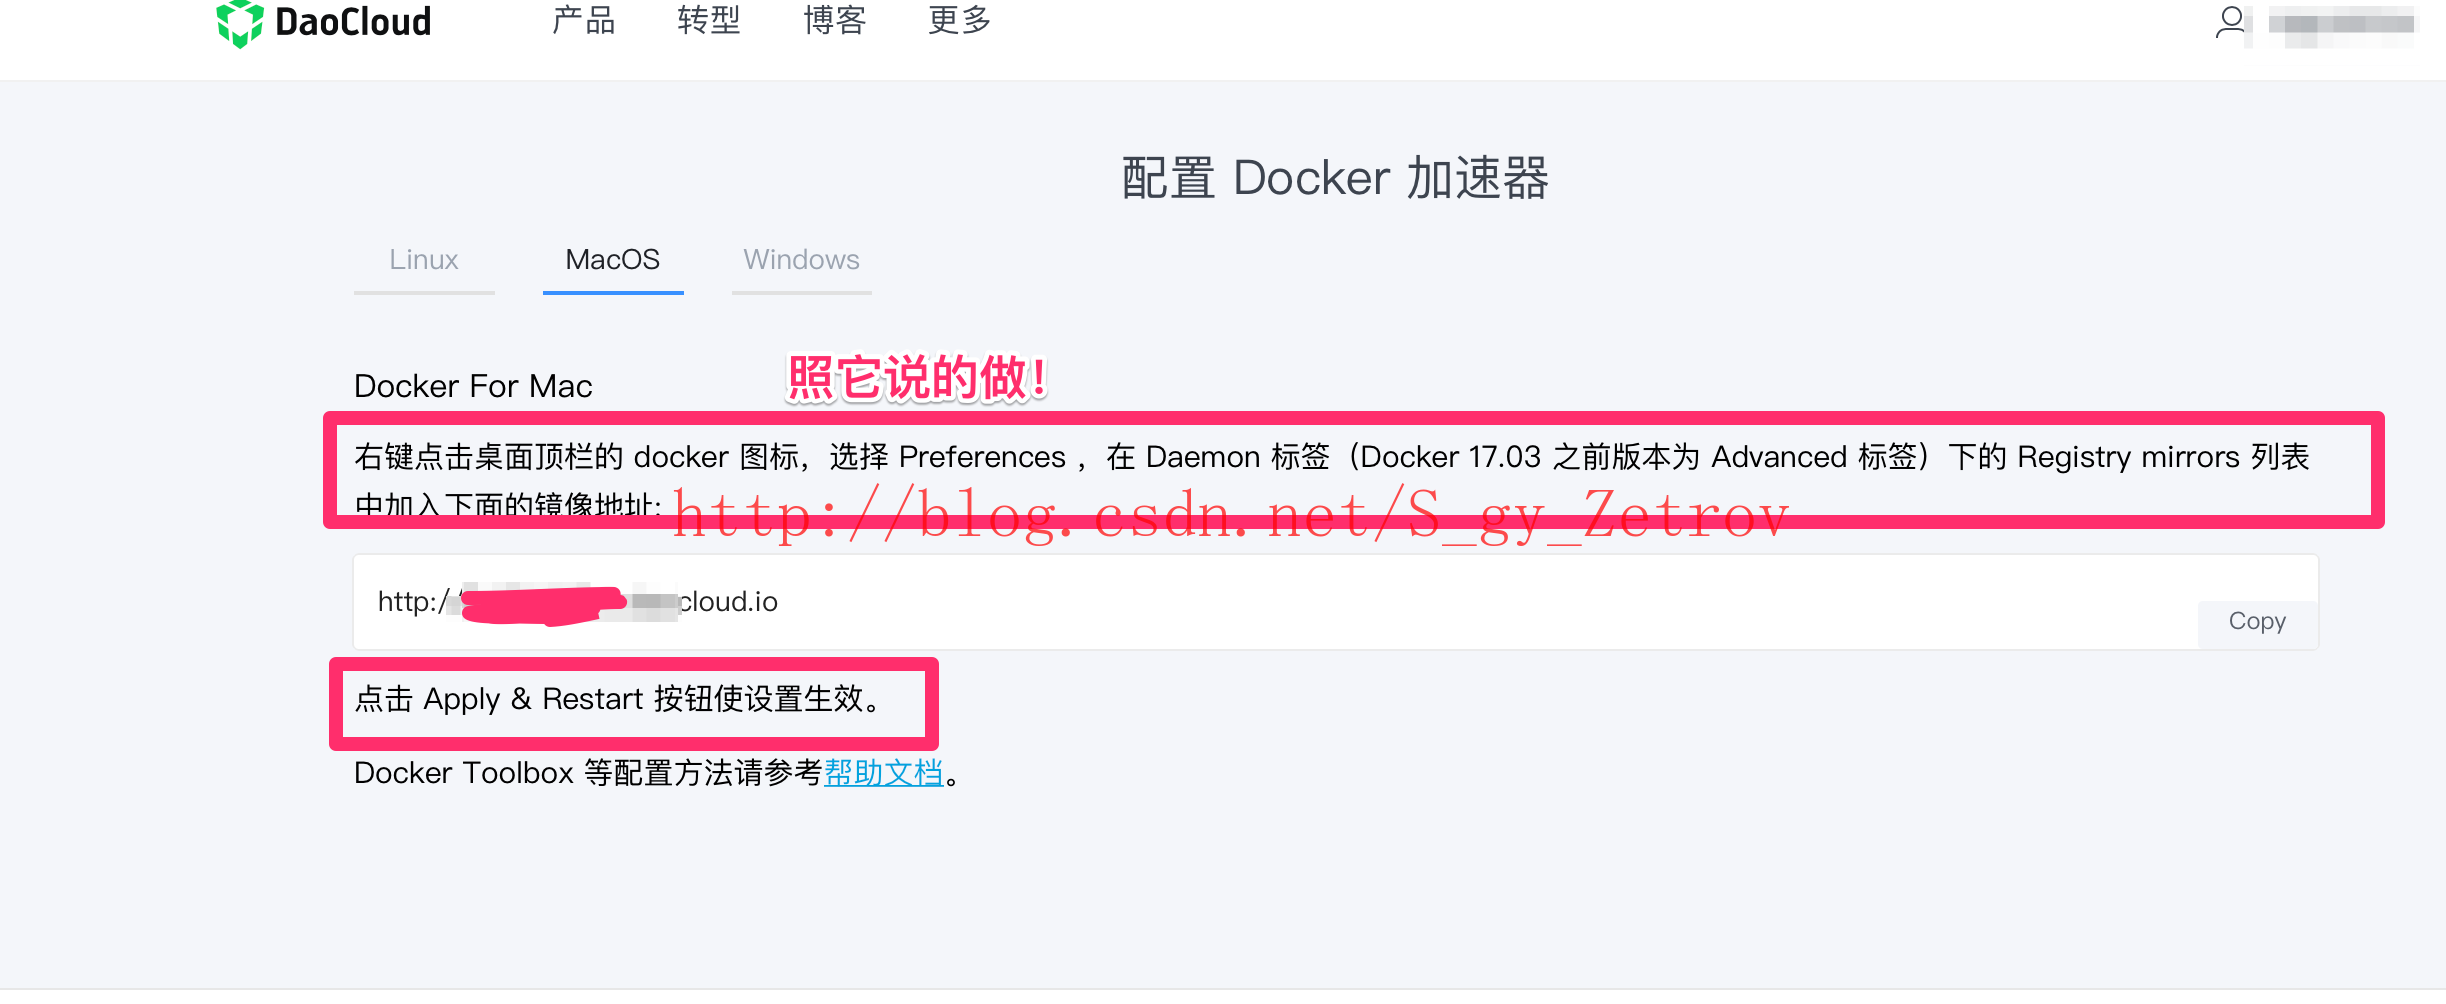 DaoCloud 产品 转型 博客 更多
配置 Docker 加速器
Linux MacOS Windows
Docker For Mac
照它说的做！
右键点击桌面顶栏的 docker 图标，选择 Preferences ，在 Daemon 标签（Docker 17.03 之前版本为 Advanced 标签）下的 Registry mirrors 列表
中加入下面的镜像地址：
http://blog.csdn.net/S_gy_Zetrov
http:/ cloud.io
Copy
点击 Apply & Restart 按钮使设置生效。
Docker Toolbox 等配置方法请参考帮助文档。